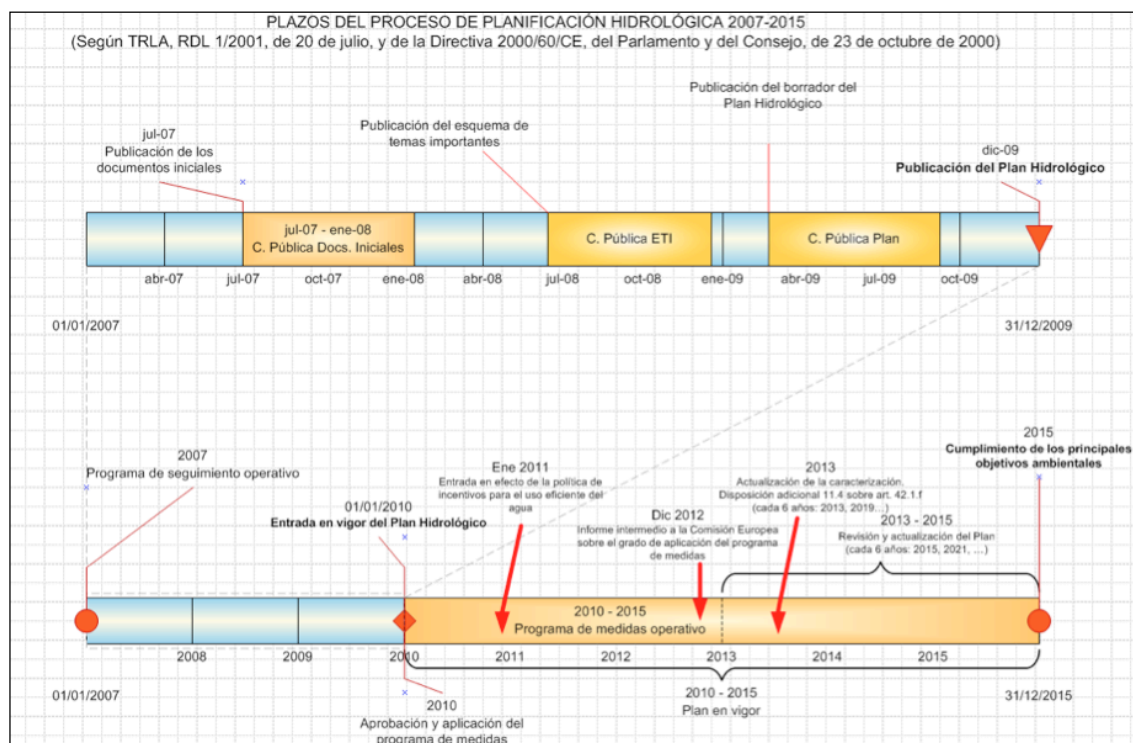 PLAZOS DEL PROCESO DE PLANIFICACIÓN HIDROLÓGICA 2007-2015
(Según TRLA, RDL 1/2001, de 20 de julio, y de la Directiva 2000/60/CE, del Parlamento y del Consejo, de 23 de octubre de 2000)
jul-07
Publicación de los
documentos iniciales
Publicación del esquema de
temas importantes
Publicación del borrador del
Plan Hidrológico
dic-09
Publicación del Plan Hidrológico
jul-07 - ene-08
C. Pública Docs. Iniciales
C. Pública ETI
C. Pública Plan
abr-07
jul-07
oct-07
ene-08
abr-08
jul-08
oct-08
ene-09
abr-09
jul-09
oct-09
01/01/2007
31/12/2009
2007
Programa de seguimiento operativo
01/01/2010
Entrada en vigor del Plan Hidrológico
Ene 2011
Entrada en efecto de la política de
incentivos para el uso eficiente del
agua
Dic 2012
Informe intermedio a la Comisión Europea
sobre el grado de aplicación del programa
de medidas
2013
Actualización de la caracterización.
Disposición adicional 11.4 sobre art. 42.1.f
(cada 6 años: 2013, 2019…)
2013 - 2015
Revisión y actualización del Plan
(cada 6 años: 2015, 2021, …)
2015
Cumplimiento de los principales
objetivos ambientales
2010 - 2015
Programa de medidas operativo
2008
2009
2010
2011
2012
2013
2014
2015
01/01/2007
31/12/2015
2010
Aprobación y aplicación del
programa de medidas
2010 - 2015
Plan en vigor